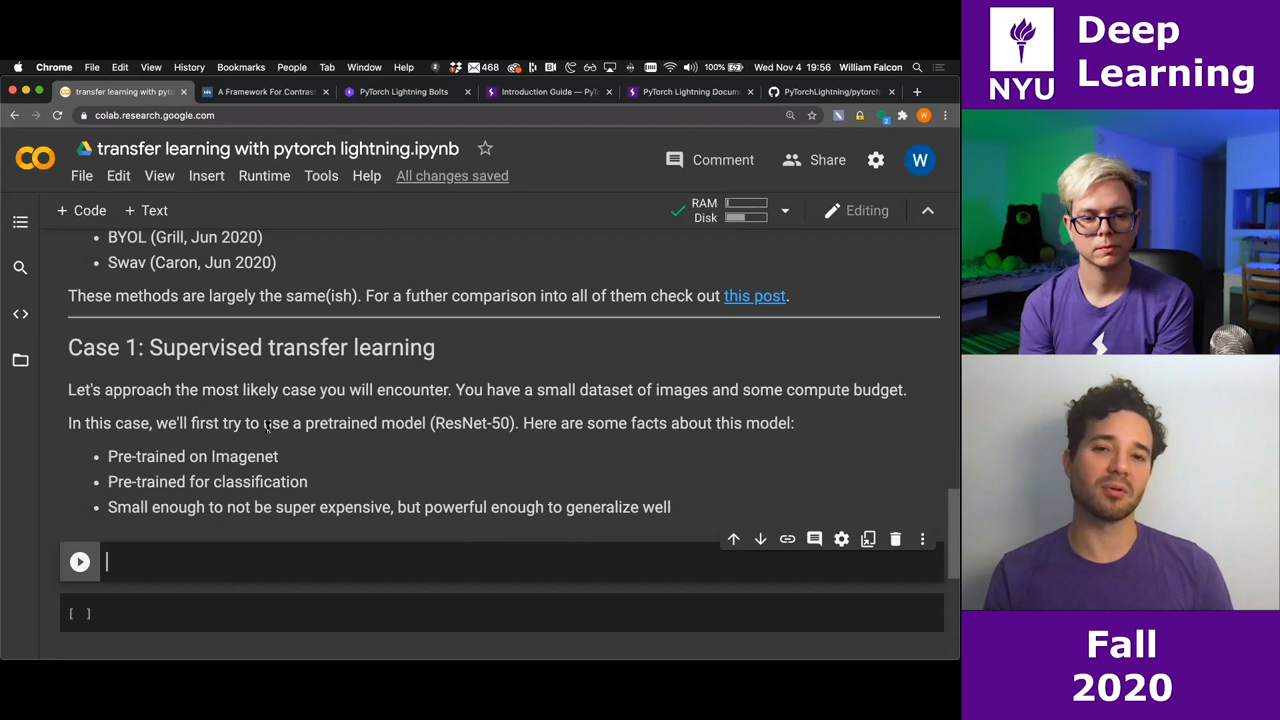 Chrome File Edit View History Bookmarks People Tab Window Help 468 100% Wed Nov 4 19:56 William Falcon
transfer learning with pyto × A Framework For Contras × PyTorch Lightning Bolts × Introduction Guide — PyTo × PyTorch Lightning Docum × PyTorchLightning/pytorch ×
colab.research.google.com W
transfer learning with pytorch lightning.ipynb
Comment Share W
File Edit View Insert Runtime Tools Help All changes saved
+ Code + Text RAM Disk Editing
• BYOL (Grill, Jun 2020)
• Swav (Caron, Jun 2020)
These methods are largely the same(ish). For a futher comparison into all of them check out this post.
Case 1: Supervised transfer learning
Let's approach the most likely case you will encounter. You have a small dataset of images and some compute budget.
In this case, we'll first try to use a pretrained model (ResNet-50). Here are some facts about this model:
• Pre-trained on Imagenet
• Pre-trained for classification
• Small enough to not be super expensive, but powerful enough to generalize well
[ ]
NYU
Deep
Learning
Fall
2020